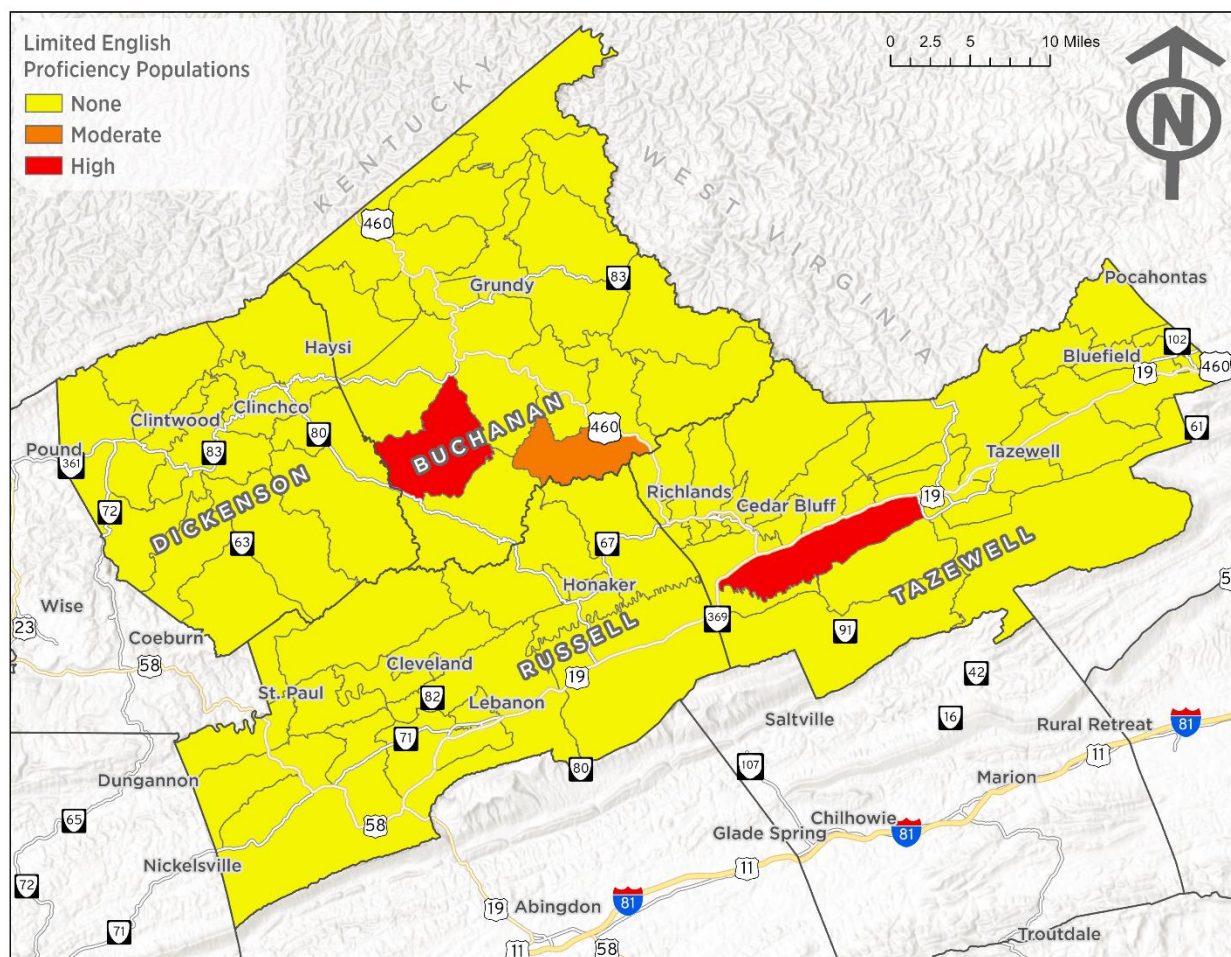 Limited English
Proficiency Populations
None
Moderate
High
0 2.5 5 10 Miles
N
KENTUCKY
WEST VIRGINIA
460
Grundy
83
Pocahontas
Haysi
102
Bluefield
19
460
Clintwood
Clinchco
80
BUCHANAN
460
61
Pound
361
83
Tazewell
72
DICKENSON
Richlands
Cedar Bluff
19
63
67
TAZEWELL
Honaker
Wise
23
Coeburn
58
369
91
RUSSELL
Cleveland
82
19
42
St. Paul
Lebanon
71
16
Saltville
Rural Retreat
81
11
80
107
Dungannon
Marion
65
58
Chilhowie
Glade Spring
81
Nickelsville
11
72
19
Abingdon
81
71
11
58
Troutdale
5